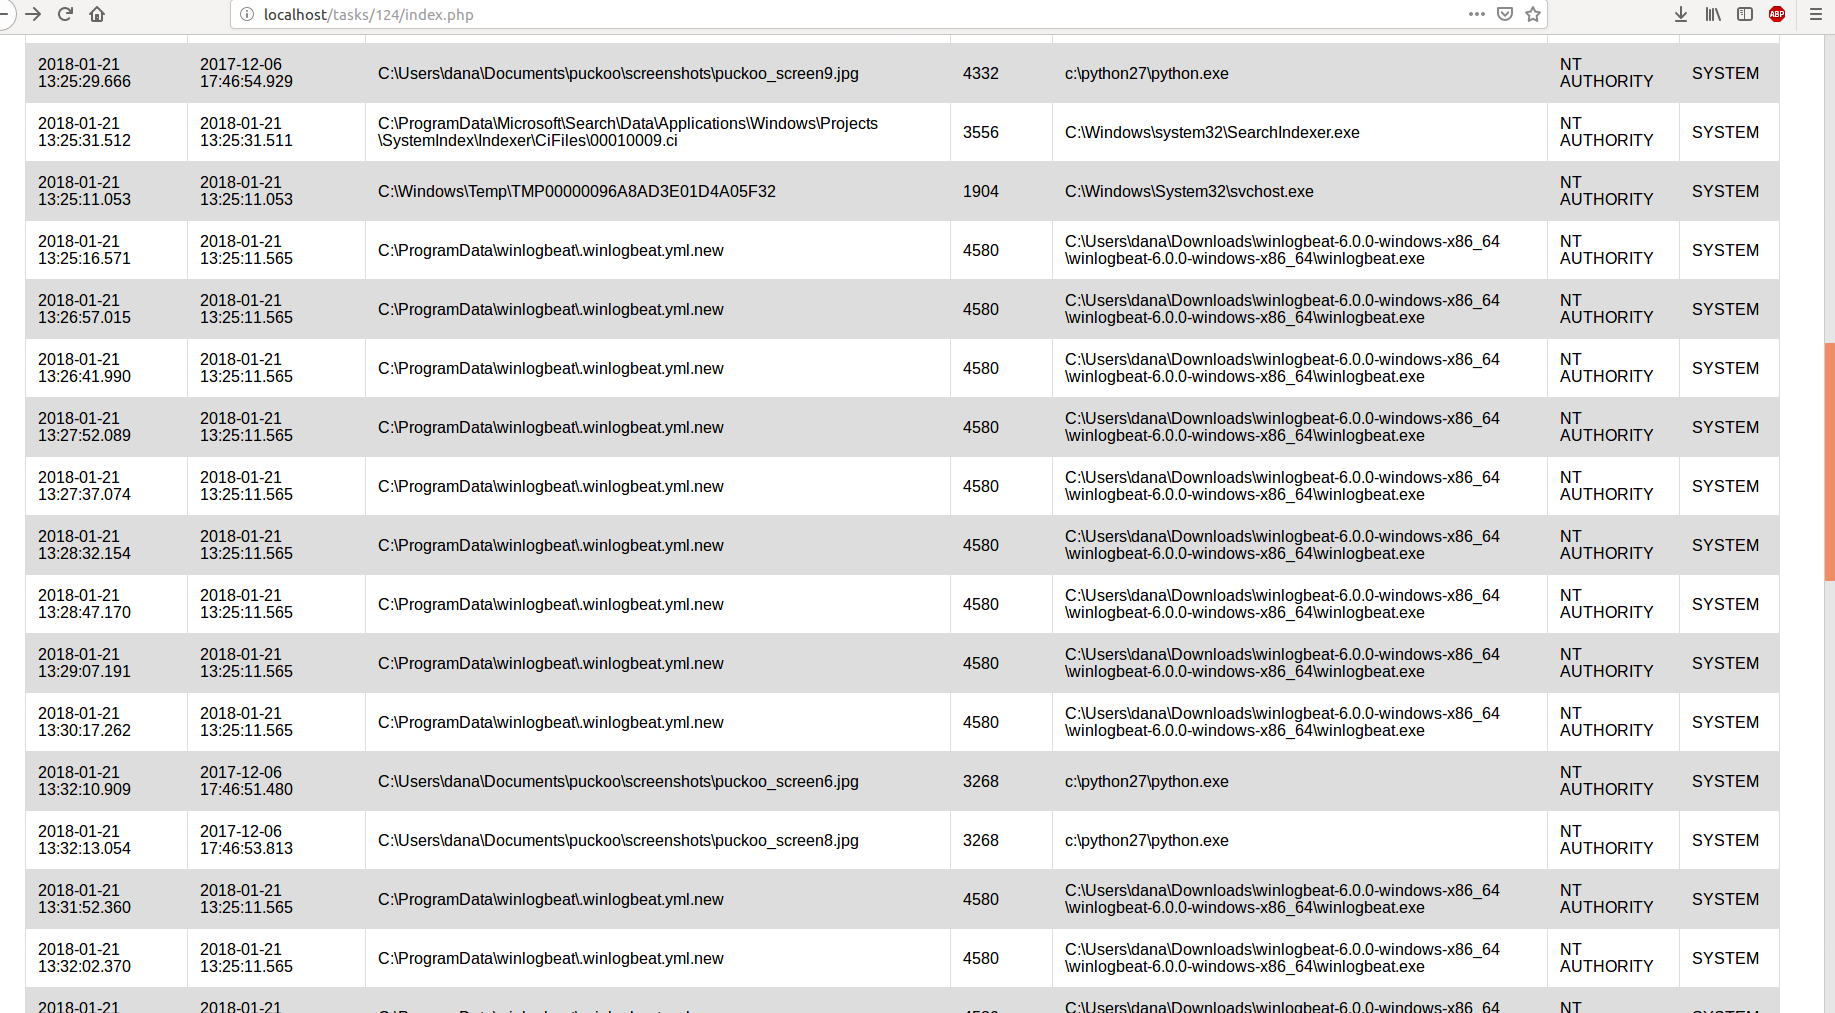 localhost/tasks/124/index.php
ABP
2018-01-21 2017-12-06 NT
C:\Users\dana\Documents\puckoo\screenshots\puckoo_screen9.jpg 4332 c:\python27\python.exe SYSTEM
13:25:29.666 17:46:54.929 AUTHORITY
2018-01-21 2018-01-21 C:\ProgramData\Microsoft\Search\Data\Applications\Windows\Projects NT
3556 C:\Windows\system32\SearchIndexer.exe SYSTEM
13:25:31.512 13:25:31.511 \SystemIndex\Indexer\CiFiles\00010009.ci AUTHORITY
2018-01-21 2018-01-21 NT
C:\Windows\Temp\TMP00000096A8AD3E01D4A05F32 1904 C:\Windows\System32\svchost.exe SYSTEM
13:25:11.053 13:25:11.053 AUTHORITY
2018-01-21 2018-01-21 C:\Users\dana\Downloads\winlogbeat-6.0.0-windows-x86_64 NT
C:\ProgramData\winlogbeat\.winlogbeat.yml.new 4580 SYSTEM
13:25:16.571 13:25:11.565 \winlogbeat-6.0.0-windows-x86_64\winlogbeat.exe AUTHORITY
2018-01-21 2018-01-21 C:\Users\dana\Downloads\winlogbeat-6.0.0-windows-x86_64 NT
C:\ProgramData\winlogbeat\.winlogbeat.yml.new 4580 SYSTEM
13:26:57.015 13:25:11.565 \winlogbeat-6.0.0-windows-x86_64\winlogbeat.exe AUTHORITY
2018-01-21 2018-01-21 C:\Users\dana\Downloads\winlogbeat-6.0.0-windows-x86_64 NT
C:\ProgramData\winlogbeat\.winlogbeat.yml.new 4580 SYSTEM
13:26:41.990 13:25:11.565 \winlogbeat-6.0.0-windows-x86_64\winlogbeat.exe AUTHORITY
2018-01-21 2018-01-21 C:\Users\dana\Downloads\winlogbeat-6.0.0-windows-x86_64 NT
C:\ProgramData\winlogbeat\.winlogbeat.yml.new 4580 SYSTEM
13:27:52.089 13:25:11.565 \winlogbeat-6.0.0-windows-x86_64\winlogbeat.exe AUTHORITY
2018-01-21 2018-01-21 C:\Users\dana\Downloads\winlogbeat-6.0.0-windows-x86_64 NT
C:\ProgramData\winlogbeat\.winlogbeat.yml.new 4580 SYSTEM
13:27:37.074 13:25:11.565 \winlogbeat-6.0.0-windows-x86_64\winlogbeat.exe AUTHORITY
2018-01-21 2018-01-21 C:\Users\dana\Downloads\winlogbeat-6.0.0-windows-x86_64 NT
C:\ProgramData\winlogbeat\.winlogbeat.yml.new 4580 SYSTEM
13:28:32.154 13:25:11.565 \winlogbeat-6.0.0-windows-x86_64\winlogbeat.exe AUTHORITY
2018-01-21 2018-01-21 C:\Users\dana\Downloads\winlogbeat-6.0.0-windows-x86_64 NT
C:\ProgramData\winlogbeat\.winlogbeat.yml.new 4580 SYSTEM
13:28:47.170 13:25:11.565 \winlogbeat-6.0.0-windows-x86_64\winlogbeat.exe AUTHORITY
2018-01-21 2018-01-21 C:\Users\dana\Downloads\winlogbeat-6.0.0-windows-x86_64 NT
C:\ProgramData\winlogbeat\.winlogbeat.yml.new 4580 SYSTEM
13:29:07.191 13:25:11.565 \winlogbeat-6.0.0-windows-x86_64\winlogbeat.exe AUTHORITY
2018-01-21 2018-01-21 C:\Users\dana\Downloads\winlogbeat-6.0.0-windows-x86_64 NT
C:\ProgramData\winlogbeat\.winlogbeat.yml.new 4580 SYSTEM
13:30:17.262 13:25:11.565 \winlogbeat-6.0.0-windows-x86_64\winlogbeat.exe AUTHORITY
2018-01-21 2017-12-06 NT
C:\Users\dana\Documents\puckoo\screenshots\puckoo_screen6.jpg 3268 c:\python27\python.exe SYSTEM
13:32:10.909 17:46:51.480 AUTHORITY
2018-01-21 2017-12-06 NT
C:\Users\dana\Documents\puckoo\screenshots\puckoo_screen8.jpg 3268 c:\python27\python.exe SYSTEM
13:32:13.054 17:46:53.813 AUTHORITY
2018-01-21 2018-01-21 C:\Users\dana\Downloads\winlogbeat-6.0.0-windows-x86_64 NT
C:\ProgramData\winlogbeat\.winlogbeat.yml.new 4580 SYSTEM
13:31:52.360 13:25:11.565 \winlogbeat-6.0.0-windows-x86_64\winlogbeat.exe AUTHORITY
2018-01-21 2018-01-21 C:\Users\dana\Downloads\winlogbeat-6.0.0-windows-x86_64 NT
C:\ProgramData\winlogbeat\.winlogbeat.yml.new 4580 SYSTEM
13:32:02.370 13:25:11.565 \winlogbeat-6.0.0-windows-x86_64\winlogbeat.exe AUTHORITY
2018-01-21 2018-01-21 C:\Users\dana\Downloads\winlogbeat-6.0.0-windows-x86_64 NT